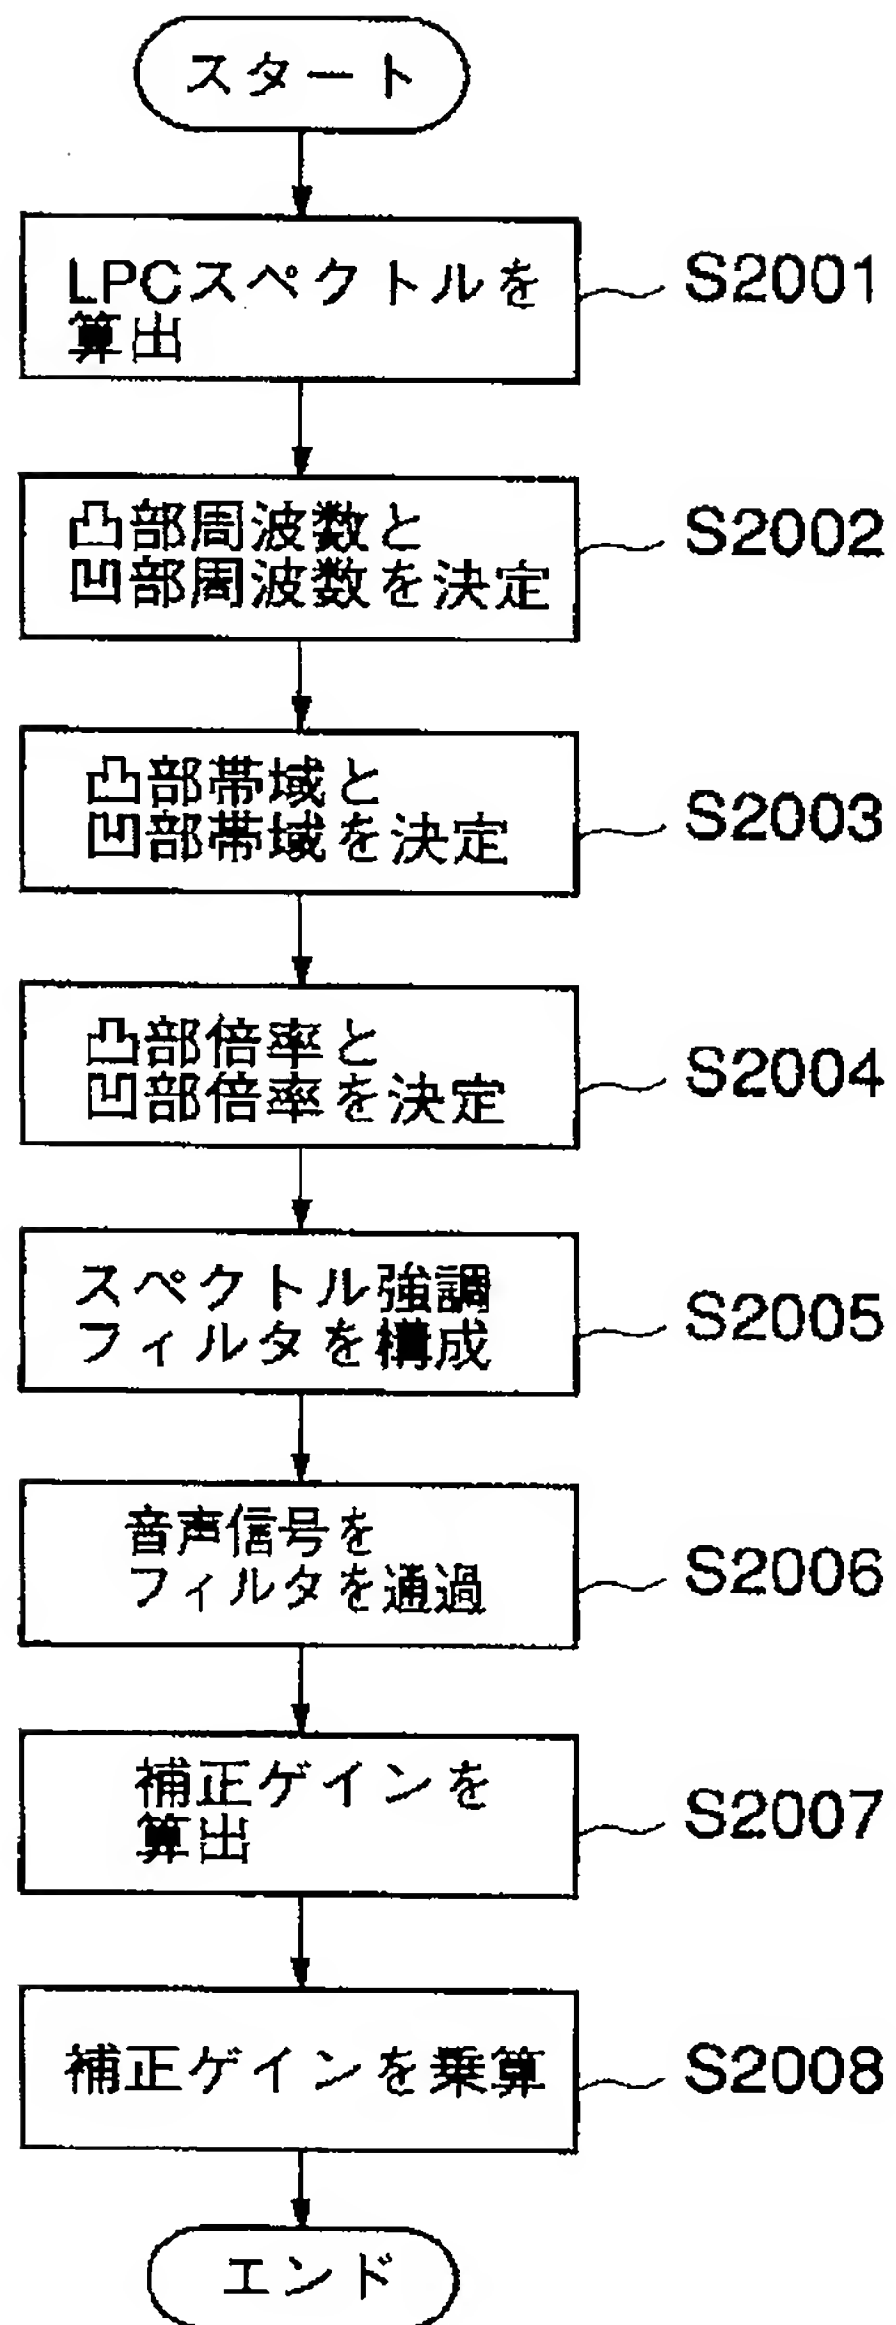 スタート
LPCスペクトルを
算出
S2001
凸部周波数と
凹部周波数を決定
S2002
凸部帯域と
凹部帯域を決定
S2003
凸部倍率と
凹部倍率を決定
S2004
スペクトル強調
フィルタを構成
S2005
音声信号を
フィルタを通過
S2006
補正ゲインを
算出
S2007
補正ゲインを乗算
S2008
エンド